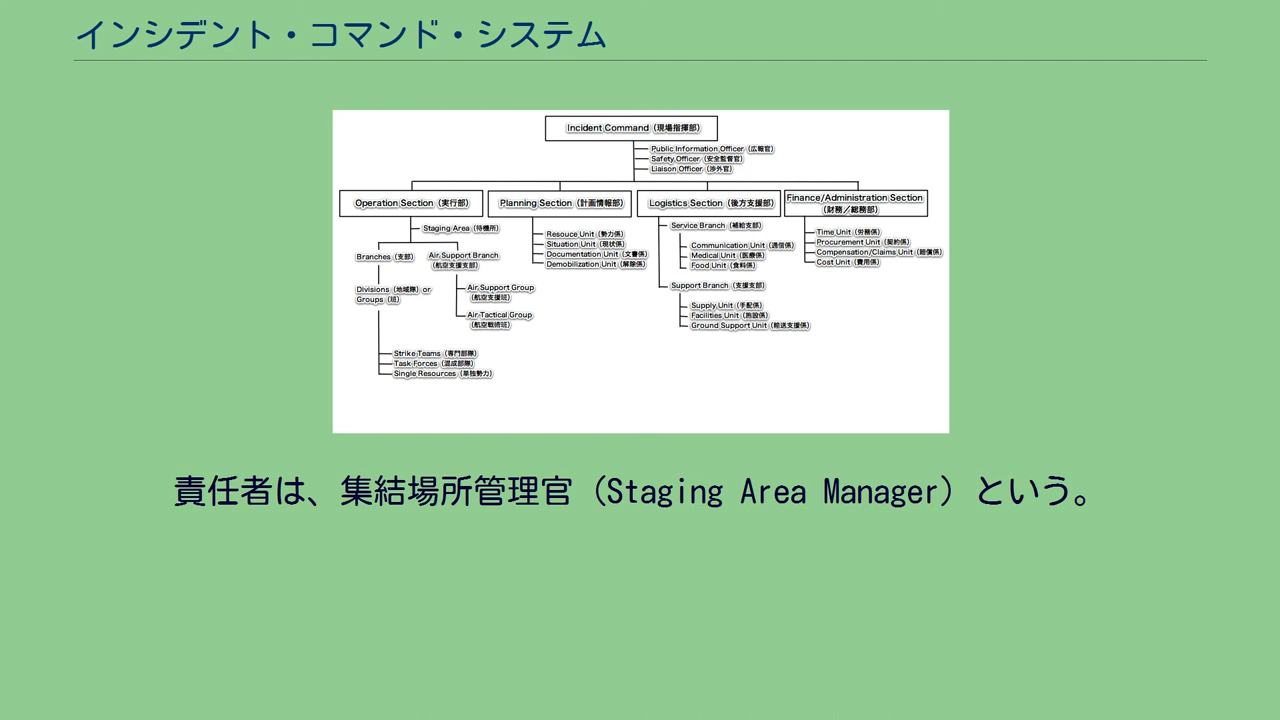 インシデント・コマンド・システム
Incident Command（現場指揮部）
Public Information Officer（広報官）
Safety Officer（安全監督官）
Liaison Officer（渉外官）
Operation Section（実行部）
Staging Area（待機所）
Branches（支部）
Air Support Branch
（航空支援支部）
Divisions（地域隊）or
Groups（班）
Air Support Group
（航空支援班）
Air Tactical Group
（航空戦術班）
Strike Teams（専門部隊）
Task Forces（混成部隊）
Single Resources（単独勢力）
Planning Section（計画情報部）
Resouce Unit（勢力係）
Situation Unit（現状係）
Documentation Unit（文書係）
Demobilization Unit（解除係）
Logistics Section（後方支援部）
Service Branch（補給支部）
Communication Unit（通信係）
Medical Unit（医療係）
Food Unit（食料係）
Support Branch（支援支部）
Supply Unit（手配係）
Facilities Unit（施設係）
Ground Support Unit（輸送支援係）
Finance/Administration Section
（財務／総務部）
Time Unit（労務係）
Procurement Unit（契約係）
Compensation/Claims Unit（賠償係）
Cost Unit（費用係）
責任者は、集結場所管理官（Staging Area Manager）という。